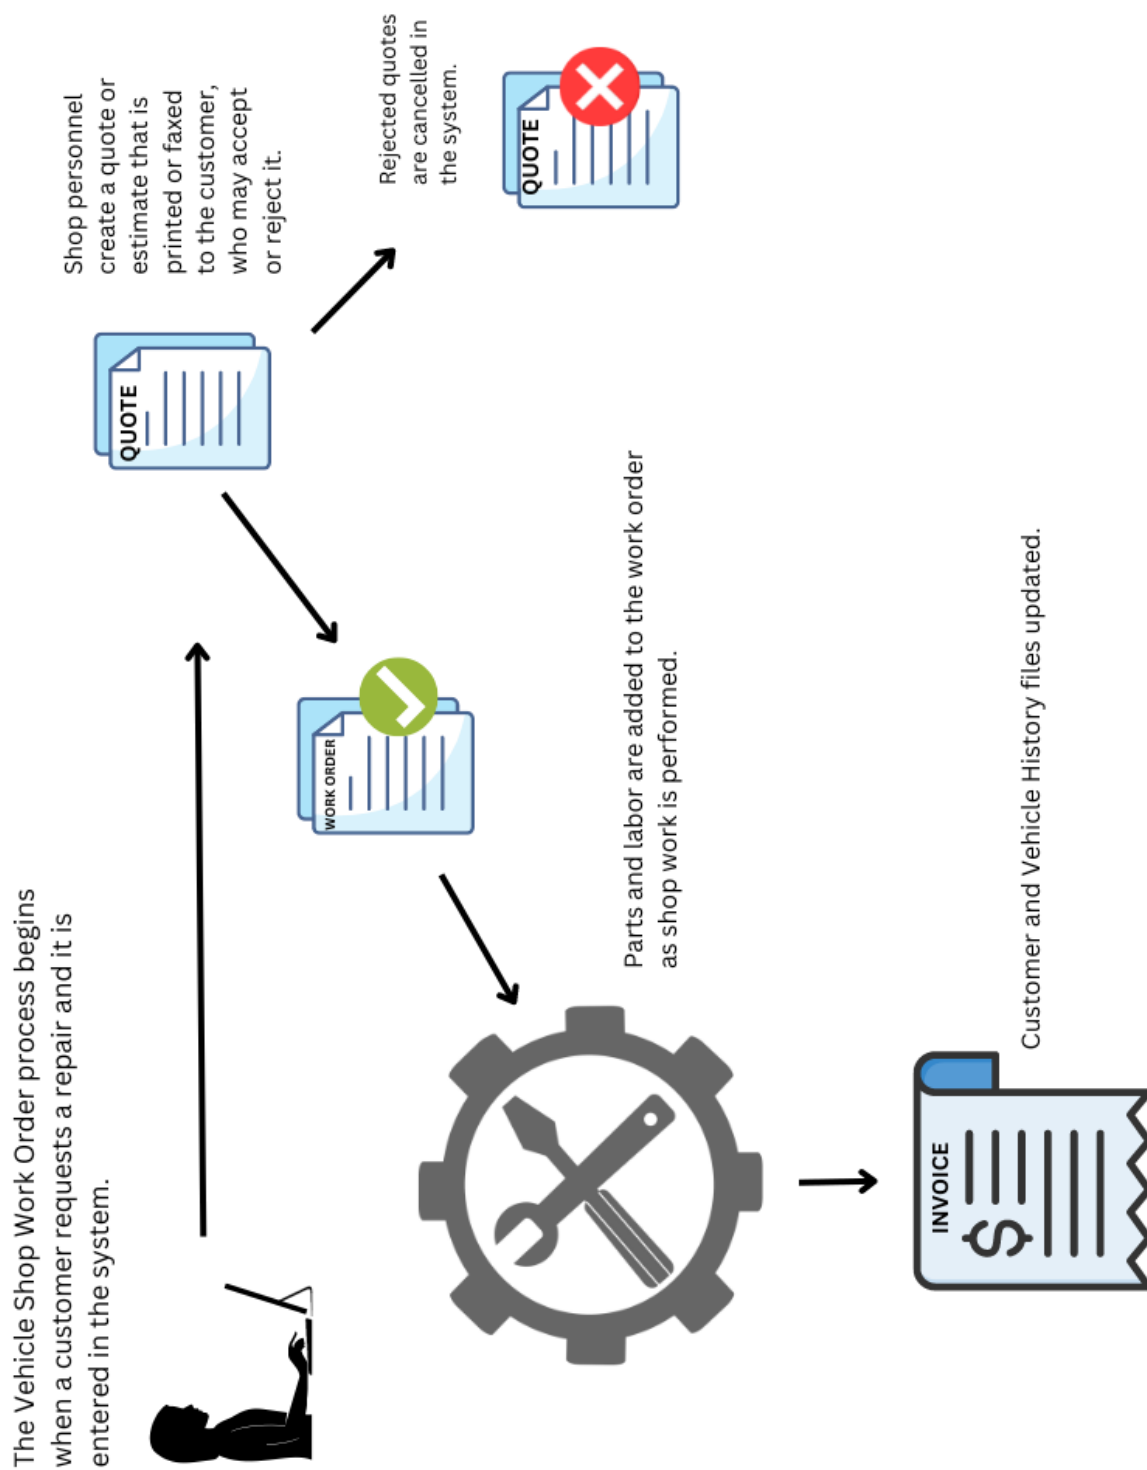 The Vehicle Shop Work Order process begins
when a customer requests a repair and it is
entered in the system.
QUOTE
Shop personnel
create a quote or
estimate that is
printed or faxed
to the customer,
who may accept
or reject it.
Rejected quotes
are cancelled in
the system.
QUOTE
WORK ORDER
Parts and labor are added to the work order
as shop work is performed.
INVOICE
$
Customer and Vehicle History files updated.